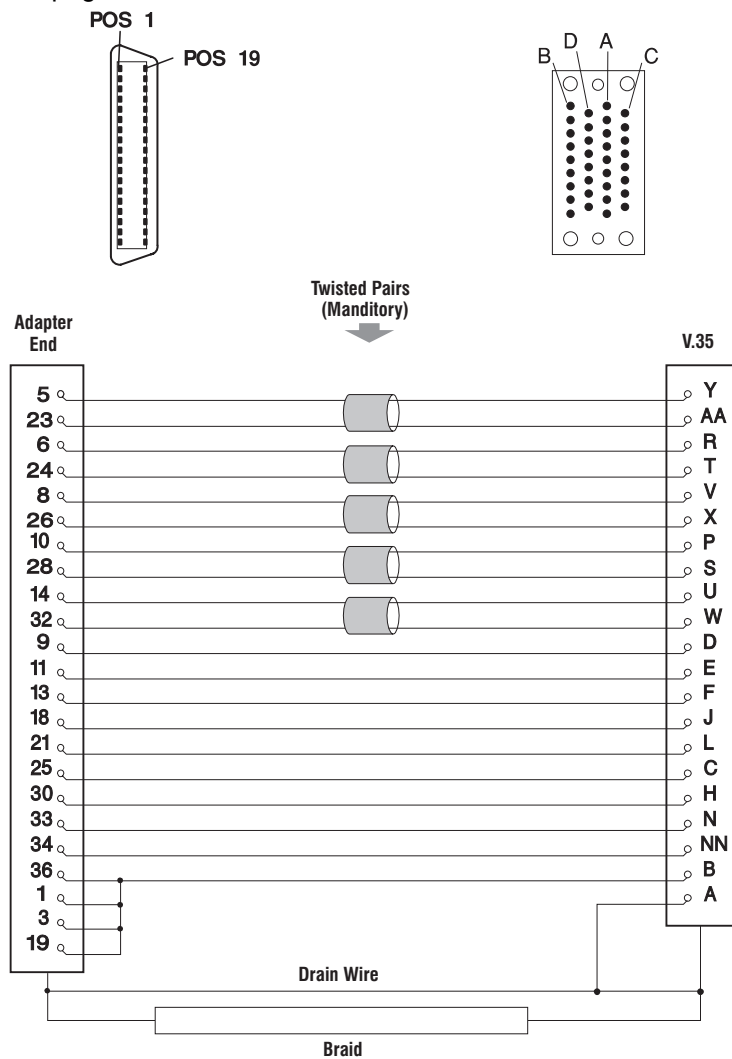 POS 1
POS 19
B D A C
Twisted Pairs
(Manditory)
Adapter
End
V.35
5 Y
23 AA
6 R
24 T
8 V
26 X
10 P
28 S
14 U
32 W
9 D
11 E
13 F
18 J
21 L
25 C
30 H
33 N
34 NN
36 B
1 A
3
19
Drain Wire
Braid